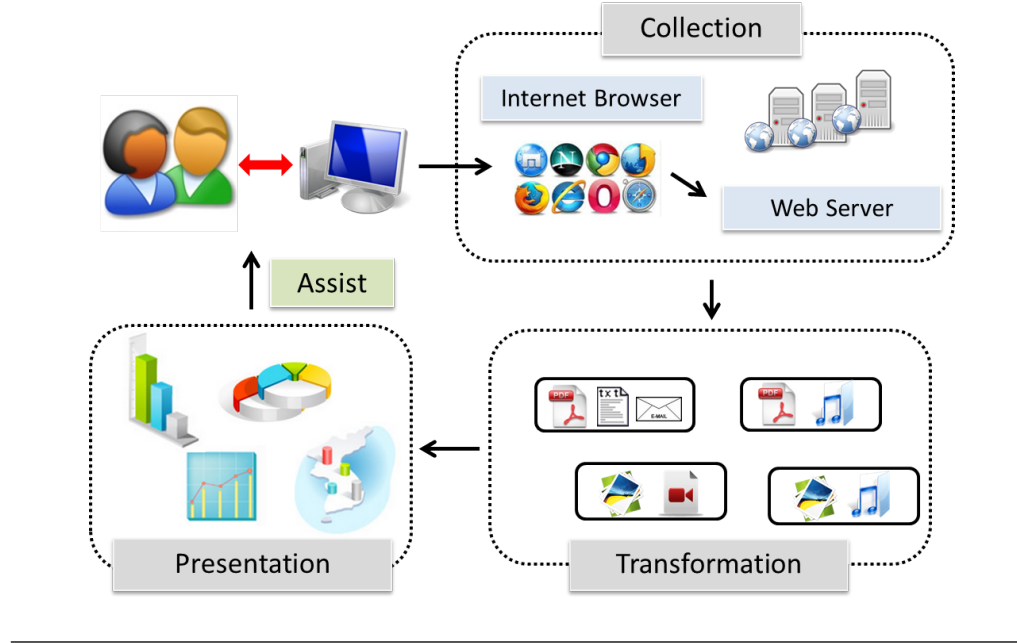 Collection
Internet Browser
Web Server
Assist
PDF
txt
E-MAIL
PDF
Presentation
Transformation